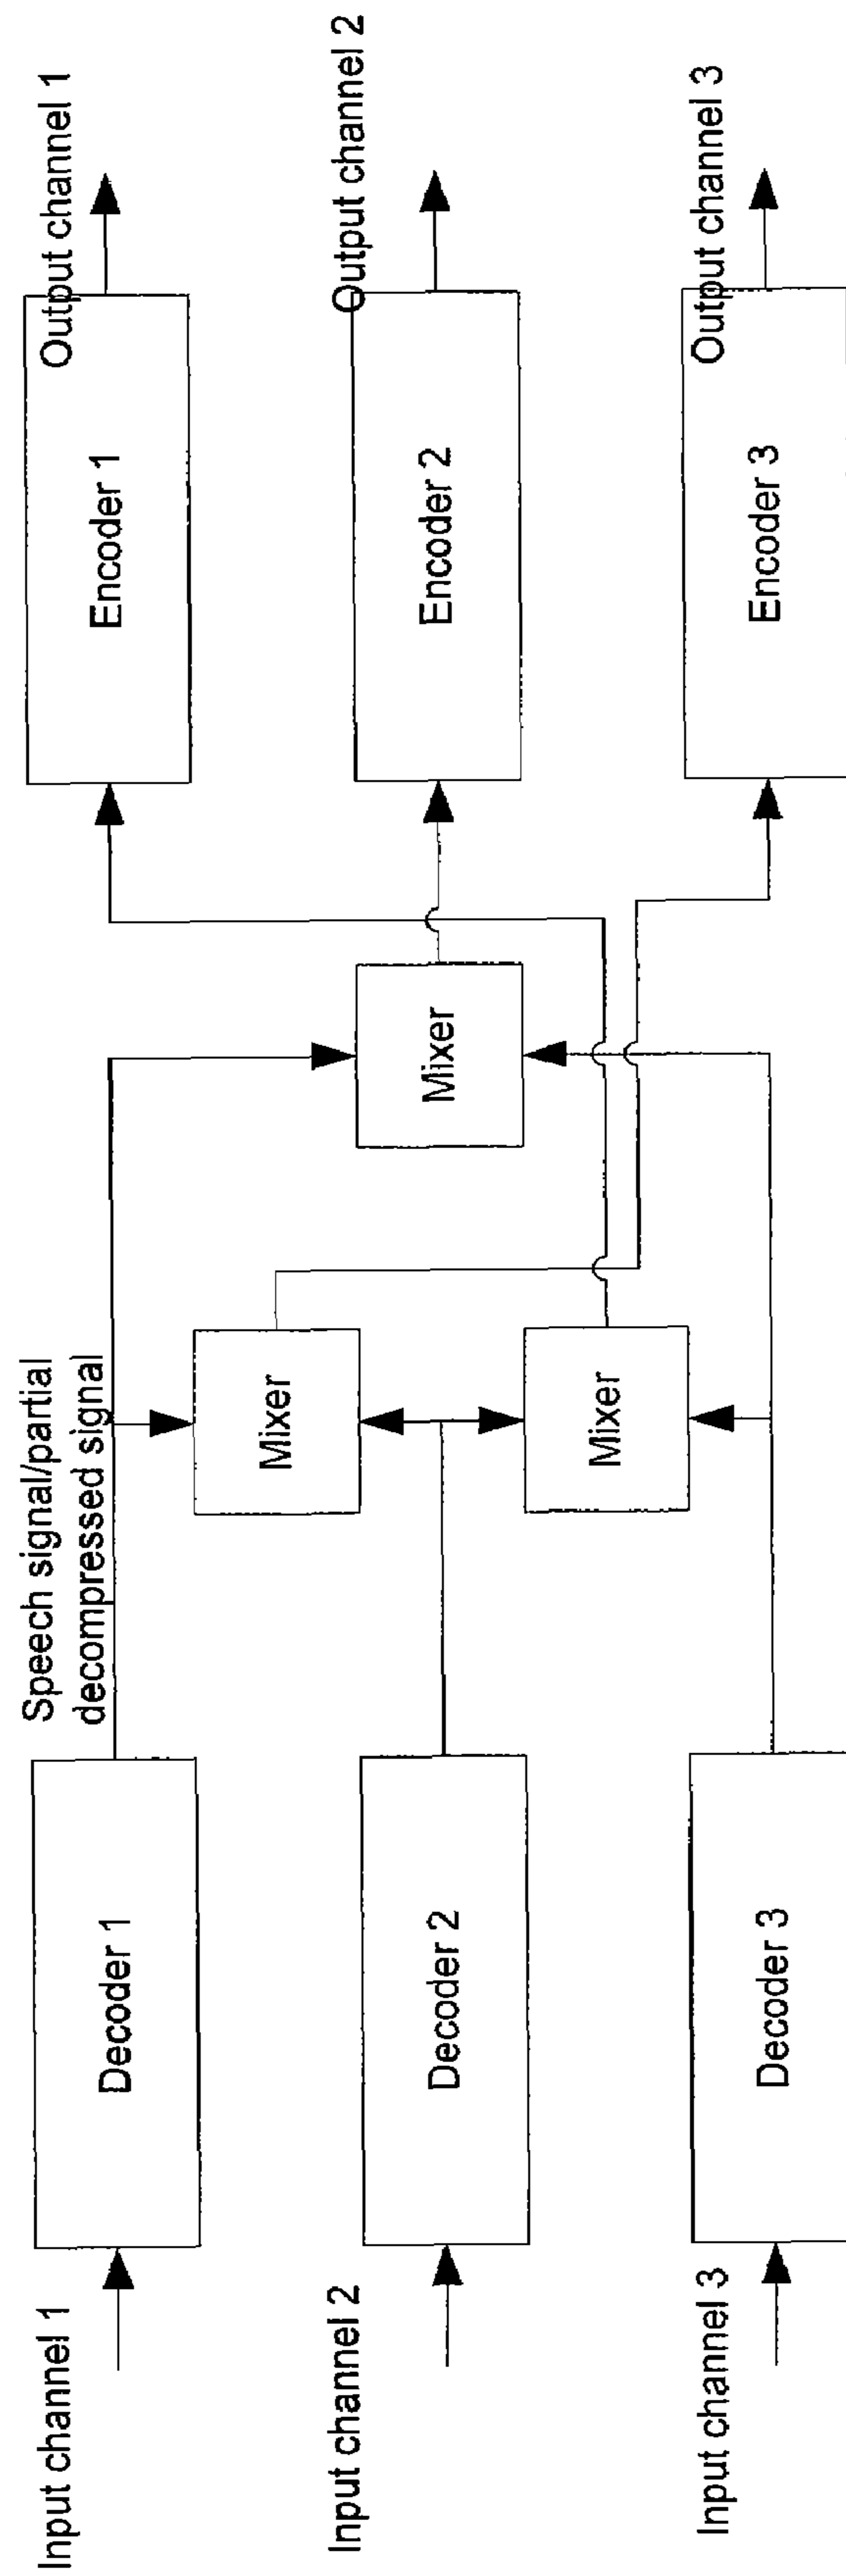 Input channel 1
Decoder 1
Speech signal/partial
decompressed signal
Encoder 1
Output channel 1
Mixer
Input channel 2
Decoder 2
Mixer
Encoder 2
Output channel 2
Mixer
Input channel 3
Decoder 3
Encoder 3
Output channel 3